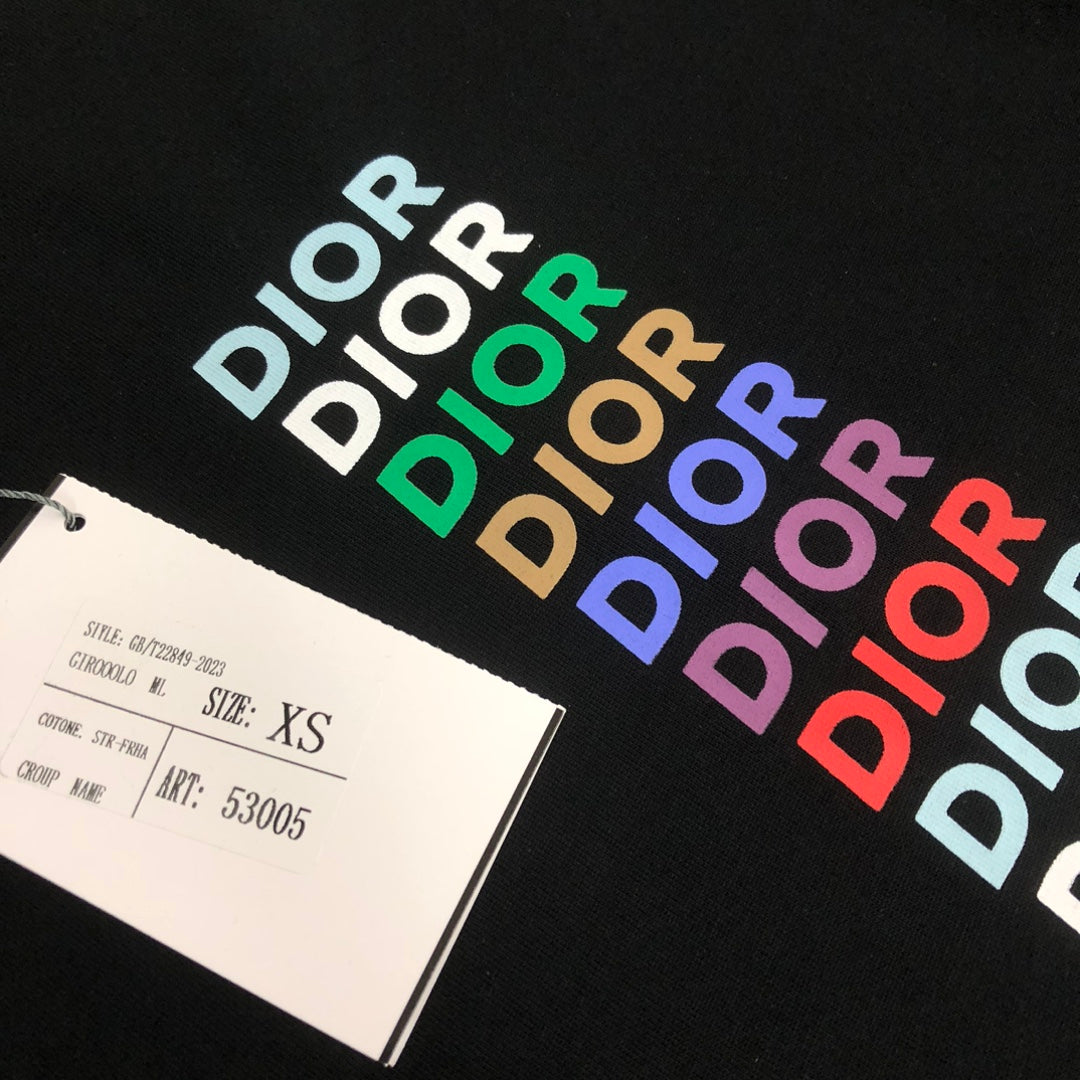 DIOR
DIOR
DIOR
DIOR
DIOR
DIOR
DIOR
DIOR
SIYLE: GB/T22849-2023
GIROOOLO ML
SIZE: XS
COTONE. STR-FRHA
CROUP NAME
ART: 53005